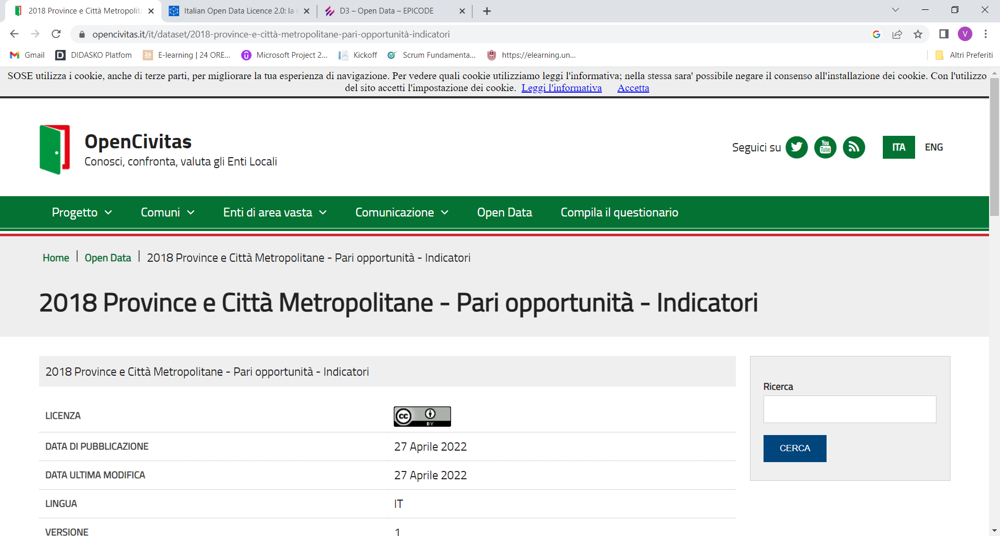 2018 Province e Città Metropolit
Italian Open Data Licence 2.0: la
D3 – Open Data – EPICODE
opencivitas.it/it/dataset/2018-province-e-città-metropolitane-pari-opportunità-indicatori
V
Gmail
DIDASKO Platfom
E-learning | 24 ORE...
Microsoft Project 2...
Kickoff
Scrum Fundamenta...
https://elearning.un...
Altri Preferiti
SOSE utilizza i cookie, anche di terze parti, per migliorare la tua esperienza di navigazione. Per vedere quali cookie utilizziamo leggi l'informativa; nella stessa sara' possibile negare il consenso all'installazione dei cookie. Con l'utilizzo
del sito accetti l'impostazione dei cookie. Leggi l'informativa Accetta
OpenCivitas
Conosci, confronta, valuta gli Enti Locali
Seguici su
You Tube
ITA
ENG
Progetto
Comuni
Enti di area vasta
Comunicazione
Open Data
Compila il questionario
Home | Open Data | 2018 Province e Città Metropolitane - Pari opportunità - Indicatori
2018 Province e Città Metropolitane - Pari opportunità - Indicatori
2018 Province e Città Metropolitane - Pari opportunità - Indicatori
LICENZA
cc BY
DATA DI PUBBLICAZIONE
27 Aprile 2022
DATA ULTIMA MODIFICA
27 Aprile 2022
LINGUA
IT
VERSIONE
1
Ricerca
CERCA